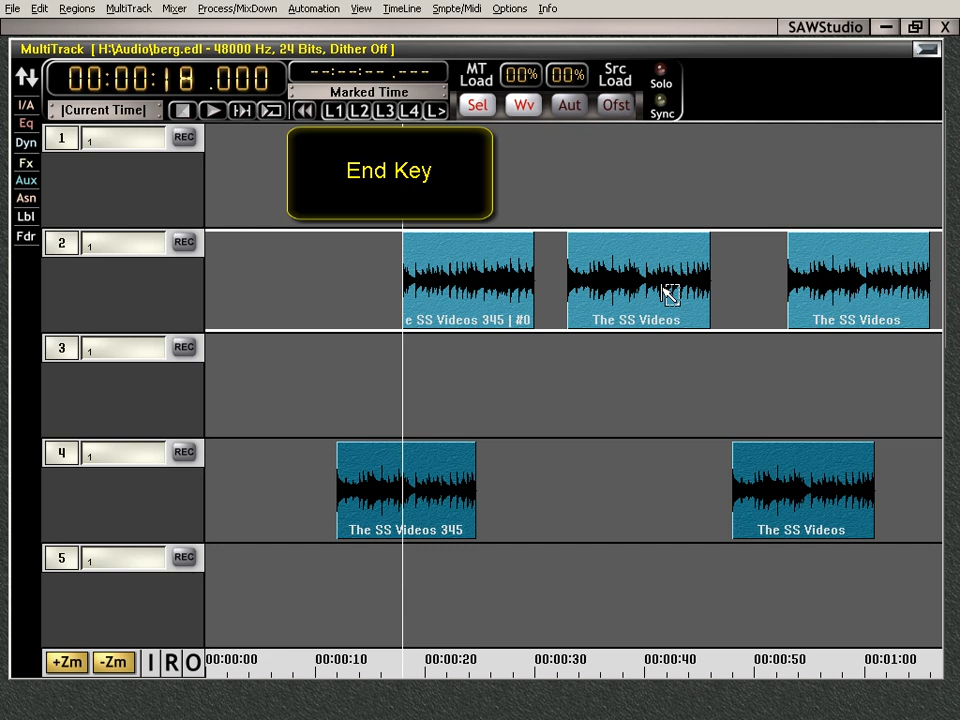 File Edit Regions MultiTrack Mixer Process/MixDown Automation View TimeLine Smpte/Midi Options Info
SAWStudio X
MultiTrack [ H:\Audio\berg.edl - 48000 Hz, 24 Bits, Dither Off ]
00:00:18 .000
--:--:-- .---
Marked Time
MT Load 00% 00% Src Load
Solo
Sync
|Current Time|
L1 L2 L3 L4 L>
Sel Wv Aut Ofst
I/A
Eq
Dyn
Fx
Aux
Asn
Lbl
Fdr
1 1 REC
End Key
2 1 REC
e SS Videos 345 | #0
The SS Videos
The SS Videos
3 1 REC
4 1 REC
The SS Videos 345
The SS Videos
5 1 REC
+Zm -Zm I R O
00:00:00 00:00:10 00:00:20 00:00:30 00:00:40 00:00:50 00:01:00